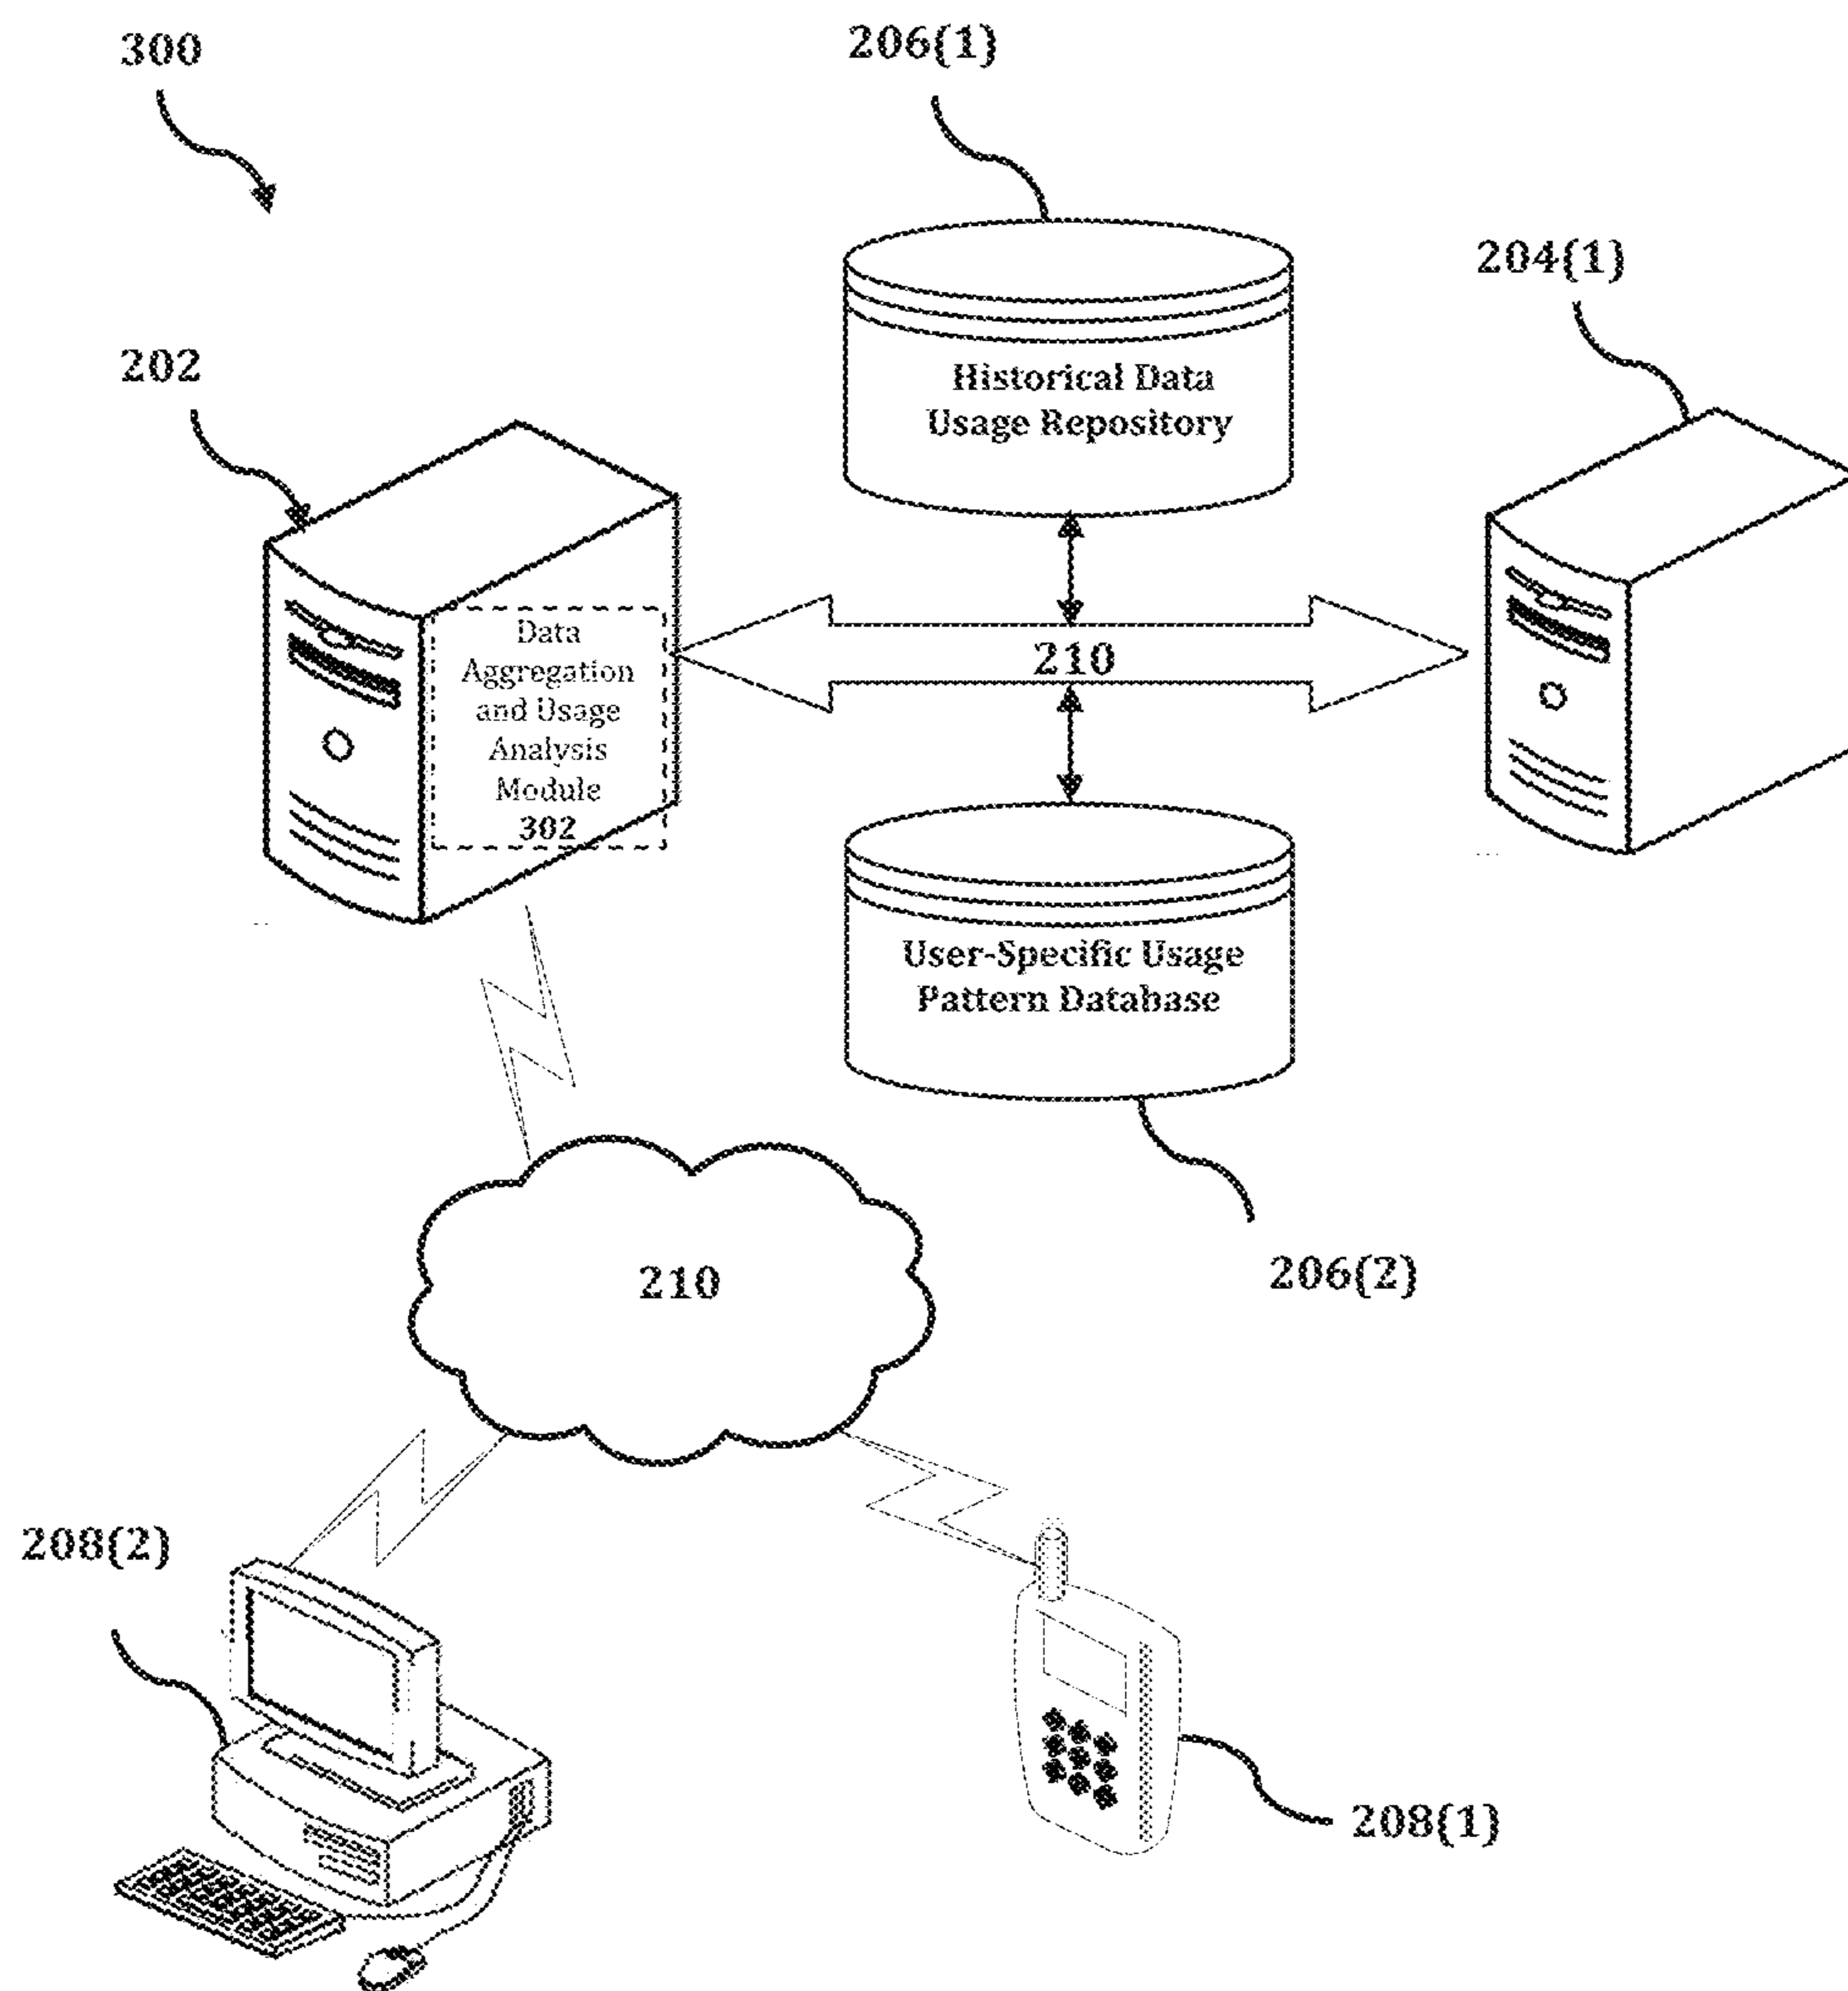 300
206(1)
204(1)
202
Historical Data
Usage Repository
Data
Aggregation
and Usage
Analysis
Module
302
210
User-Specific Usage
Pattern Database
206(2)
210
208(2)
208(1)